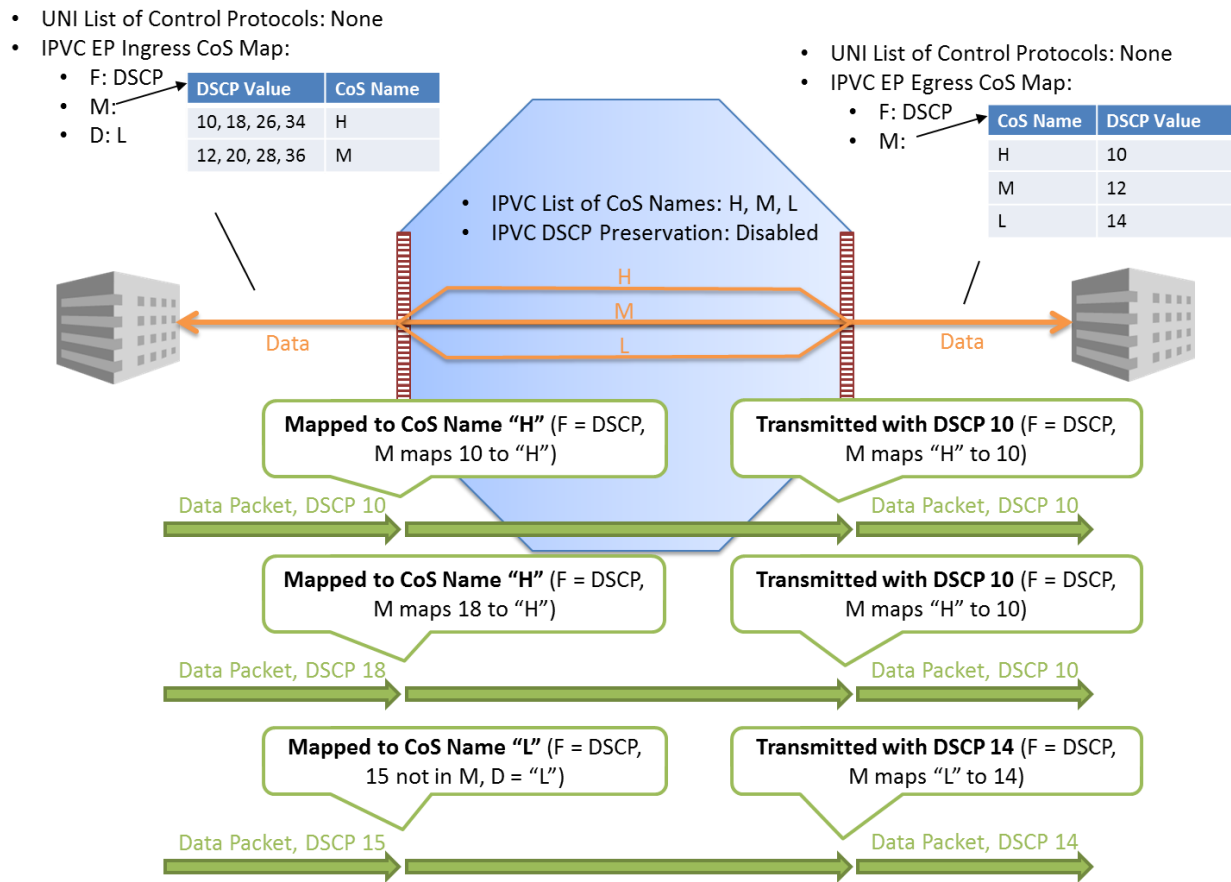 • UNI List of Control Protocols: None
• IPVC EP Ingress CoS Map:
• F: DSCP
• M:
• D: L
DSCP Value CoS Name
10, 18, 26, 34 H
12, 20, 28, 36 M
• UNI List of Control Protocols: None
• IPVC EP Egress CoS Map:
• F: DSCP
• M:
CoS Name DSCP Value
H 10
M 12
L 14
• IPVC List of CoS Names: H, M, L
• IPVC DSCP Preservation: Disabled
H
M
L
Data
Data
Mapped to CoS Name “H” (F = DSCP,
M maps 10 to “H”)
Transmitted with DSCP 10 (F = DSCP,
M maps “H” to 10)
Data Packet, DSCP 10
Data Packet, DSCP 10
Mapped to CoS Name “H” (F = DSCP,
M maps 18 to “H”)
Transmitted with DSCP 10 (F = DSCP,
M maps “H” to 10)
Data Packet, DSCP 18
Data Packet, DSCP 10
Mapped to CoS Name “L” (F = DSCP,
15 not in M, D = “L”)
Transmitted with DSCP 14 (F = DSCP,
M maps “L” to 14)
Data Packet, DSCP 15
Data Packet, DSCP 14